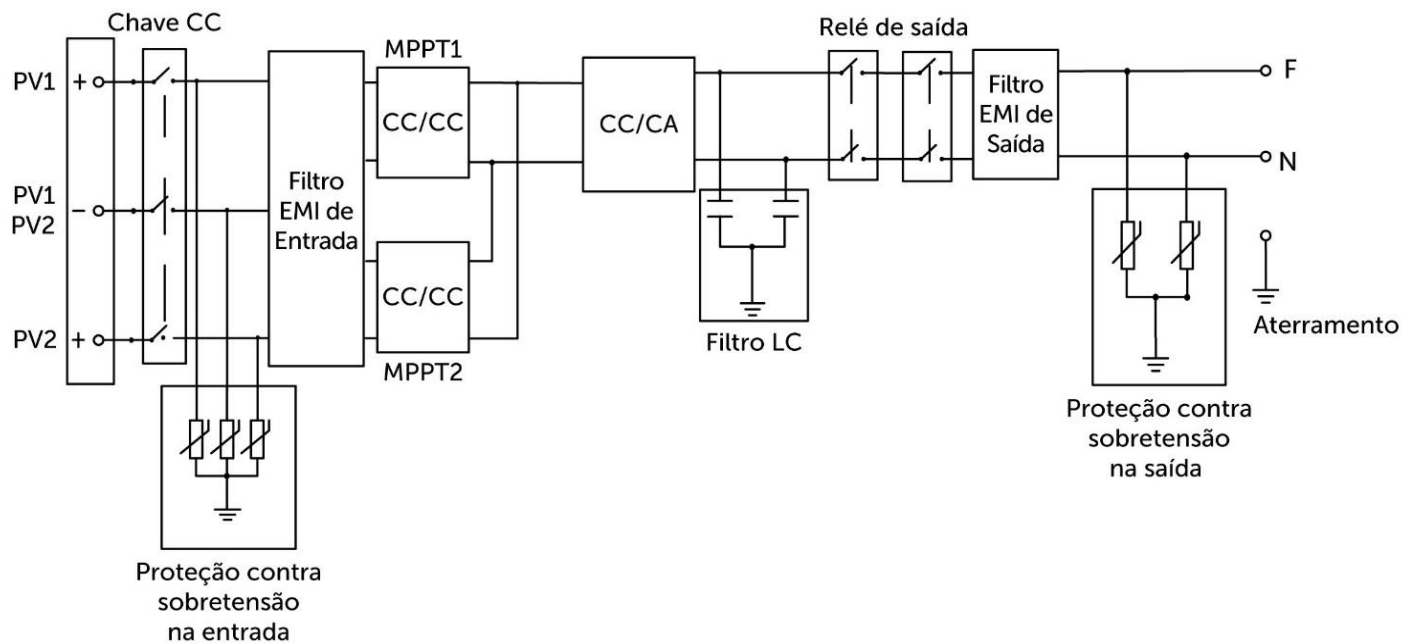 Chave CC
PV1
+
PV1
PV2
−
PV2
+
Proteção contra
sobretensão
na entrada
Filtro
EMI de
Entrada
MPPT1
CC/CC
CC/CC
MPPT2
CC/CA
Filtro LC
Relé de saída
Filtro
EMI de
Saída
F
N
Aterramento
Proteção contra
sobretensão
na saída